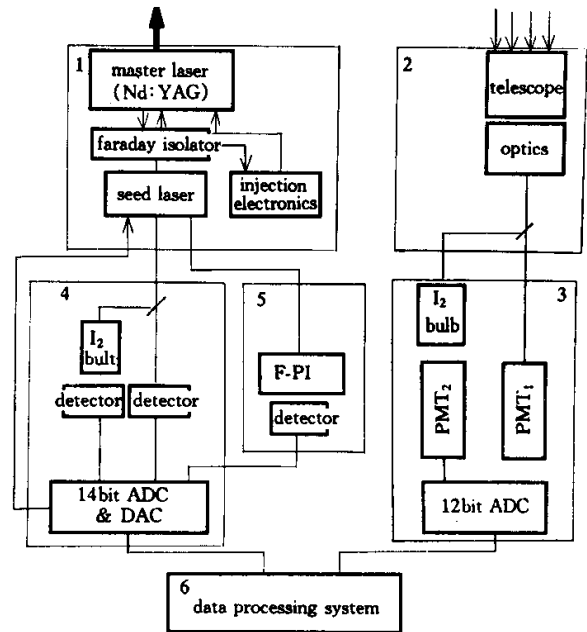 1
master laser
(Nd:YAG)
faraday isolator
seed laser
injection
electronics
2
telescope
optics
4
I2
bult
detector
detector
14bit ADC
& DAC
5
F-PI
detector
3
I2
bulb
PMT2
PMT1
12bit ADC
6
data processing system